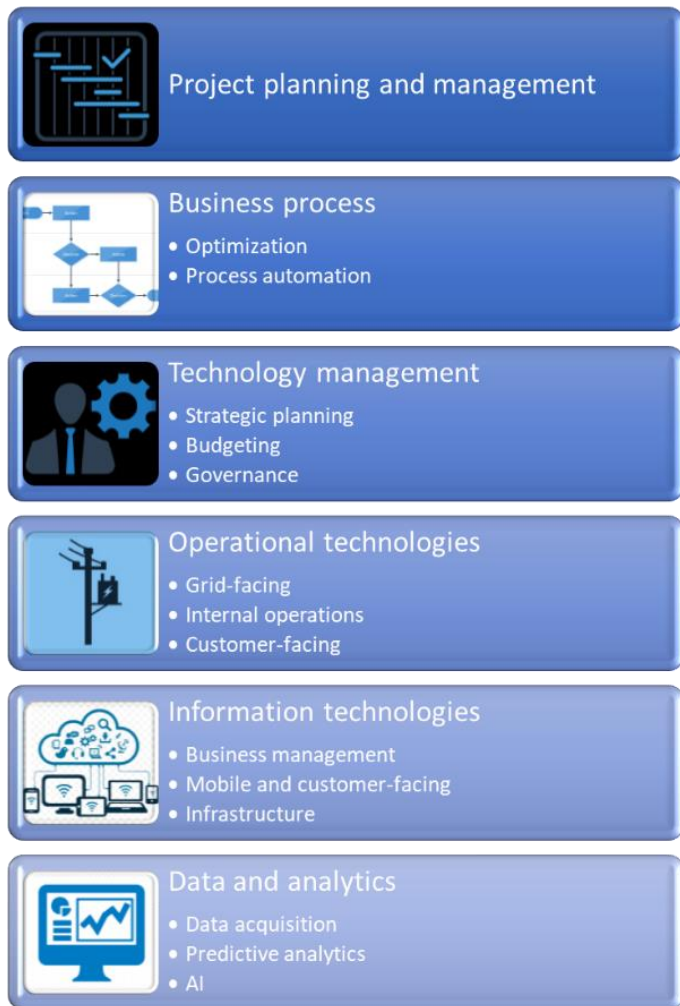 Project planning and management
Business process
• Optimization
• Process automation
Technology management
• Strategic planning
• Budgeting
• Governance
Operational technologies
• Grid-facing
• Internal operations
• Customer-facing
Information technologies
• Business management
• Mobile and customer-facing
• Infrastructure
Data and analytics
• Data acquisition
• Predictive analytics
• AI